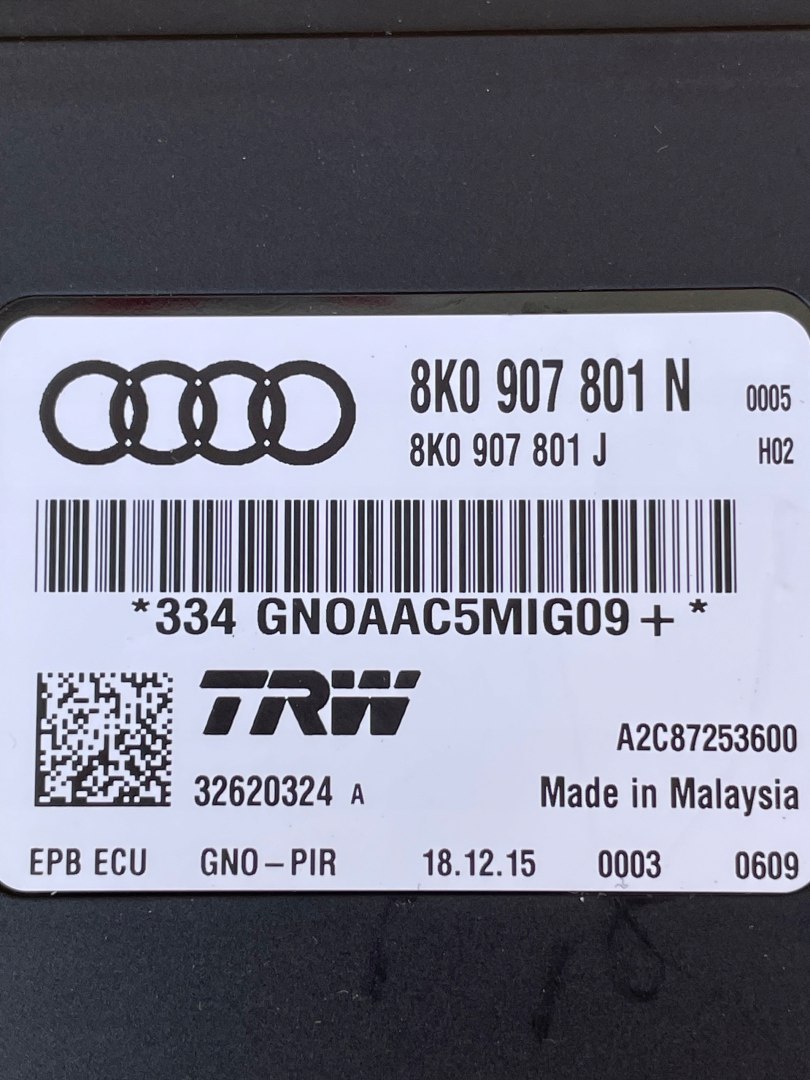 8K0 907 801 N 0005
8K0 907 801 J H02
*334 GNOAAC5MIG09+*
TRW
A2C87253600
32620324 A Made in Malaysia
EPB ECU GNO-PIR 18.12.15 0003 0609